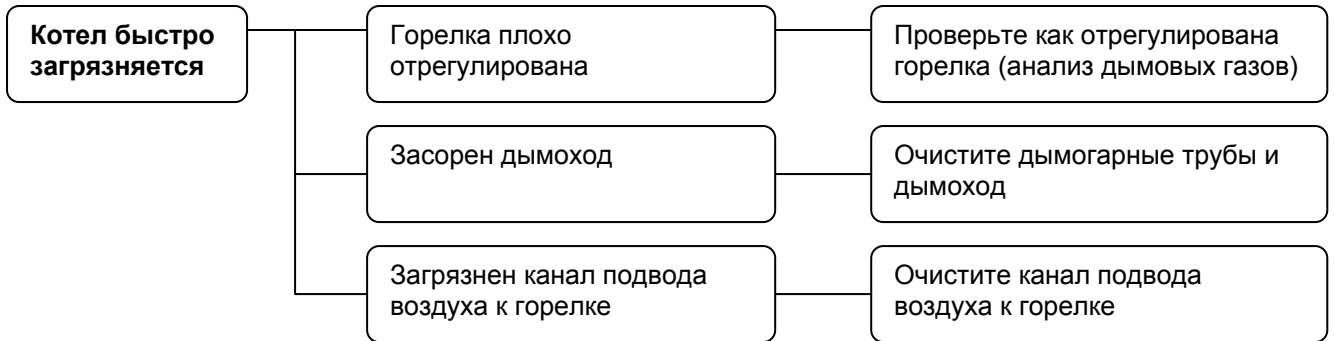 Котел быстро
загрязняется
Горелка плохо
отрегулирована
Проверьте как отрегулирована
горелка (анализ дымовых газов)
Засорен дымоход
Очистите дымогарные трубы и
дымоход
Загрязнен канал подвода
воздуха к горелке
Очистите канал подвода
воздуха к горелке